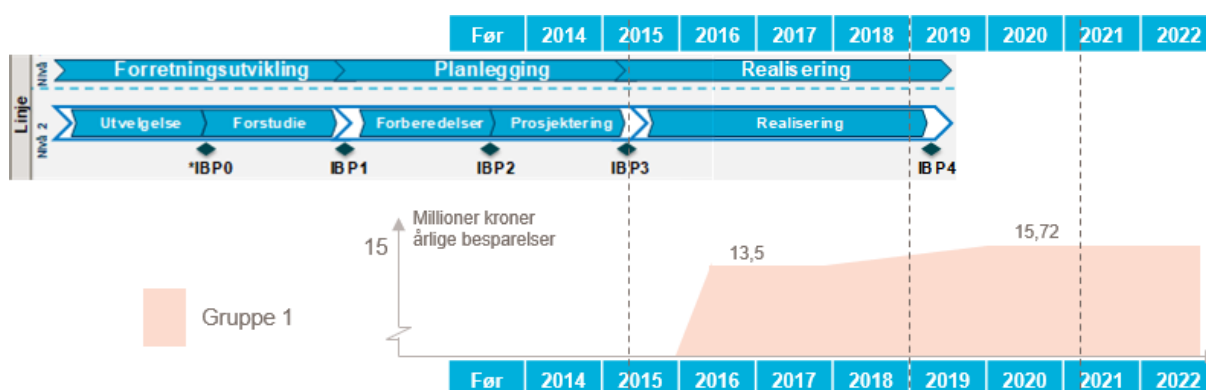 Før 2014 2015 2016 2017 2018 2019 2020 2021 2022
Linje
Nivå
Forretningsutvikling Planlegging Realisering
Nivå 2
Utvelgelse Forstudie Forberedelser Prosjektering Realisering
*IBP0 IBP1 IBP2 IBP3 IBP4
Millioner kroner
årlige besparelser
15
13,5
15,72
Gruppe 1
Før 2014 2015 2016 2017 2018 2019 2020 2021 2022